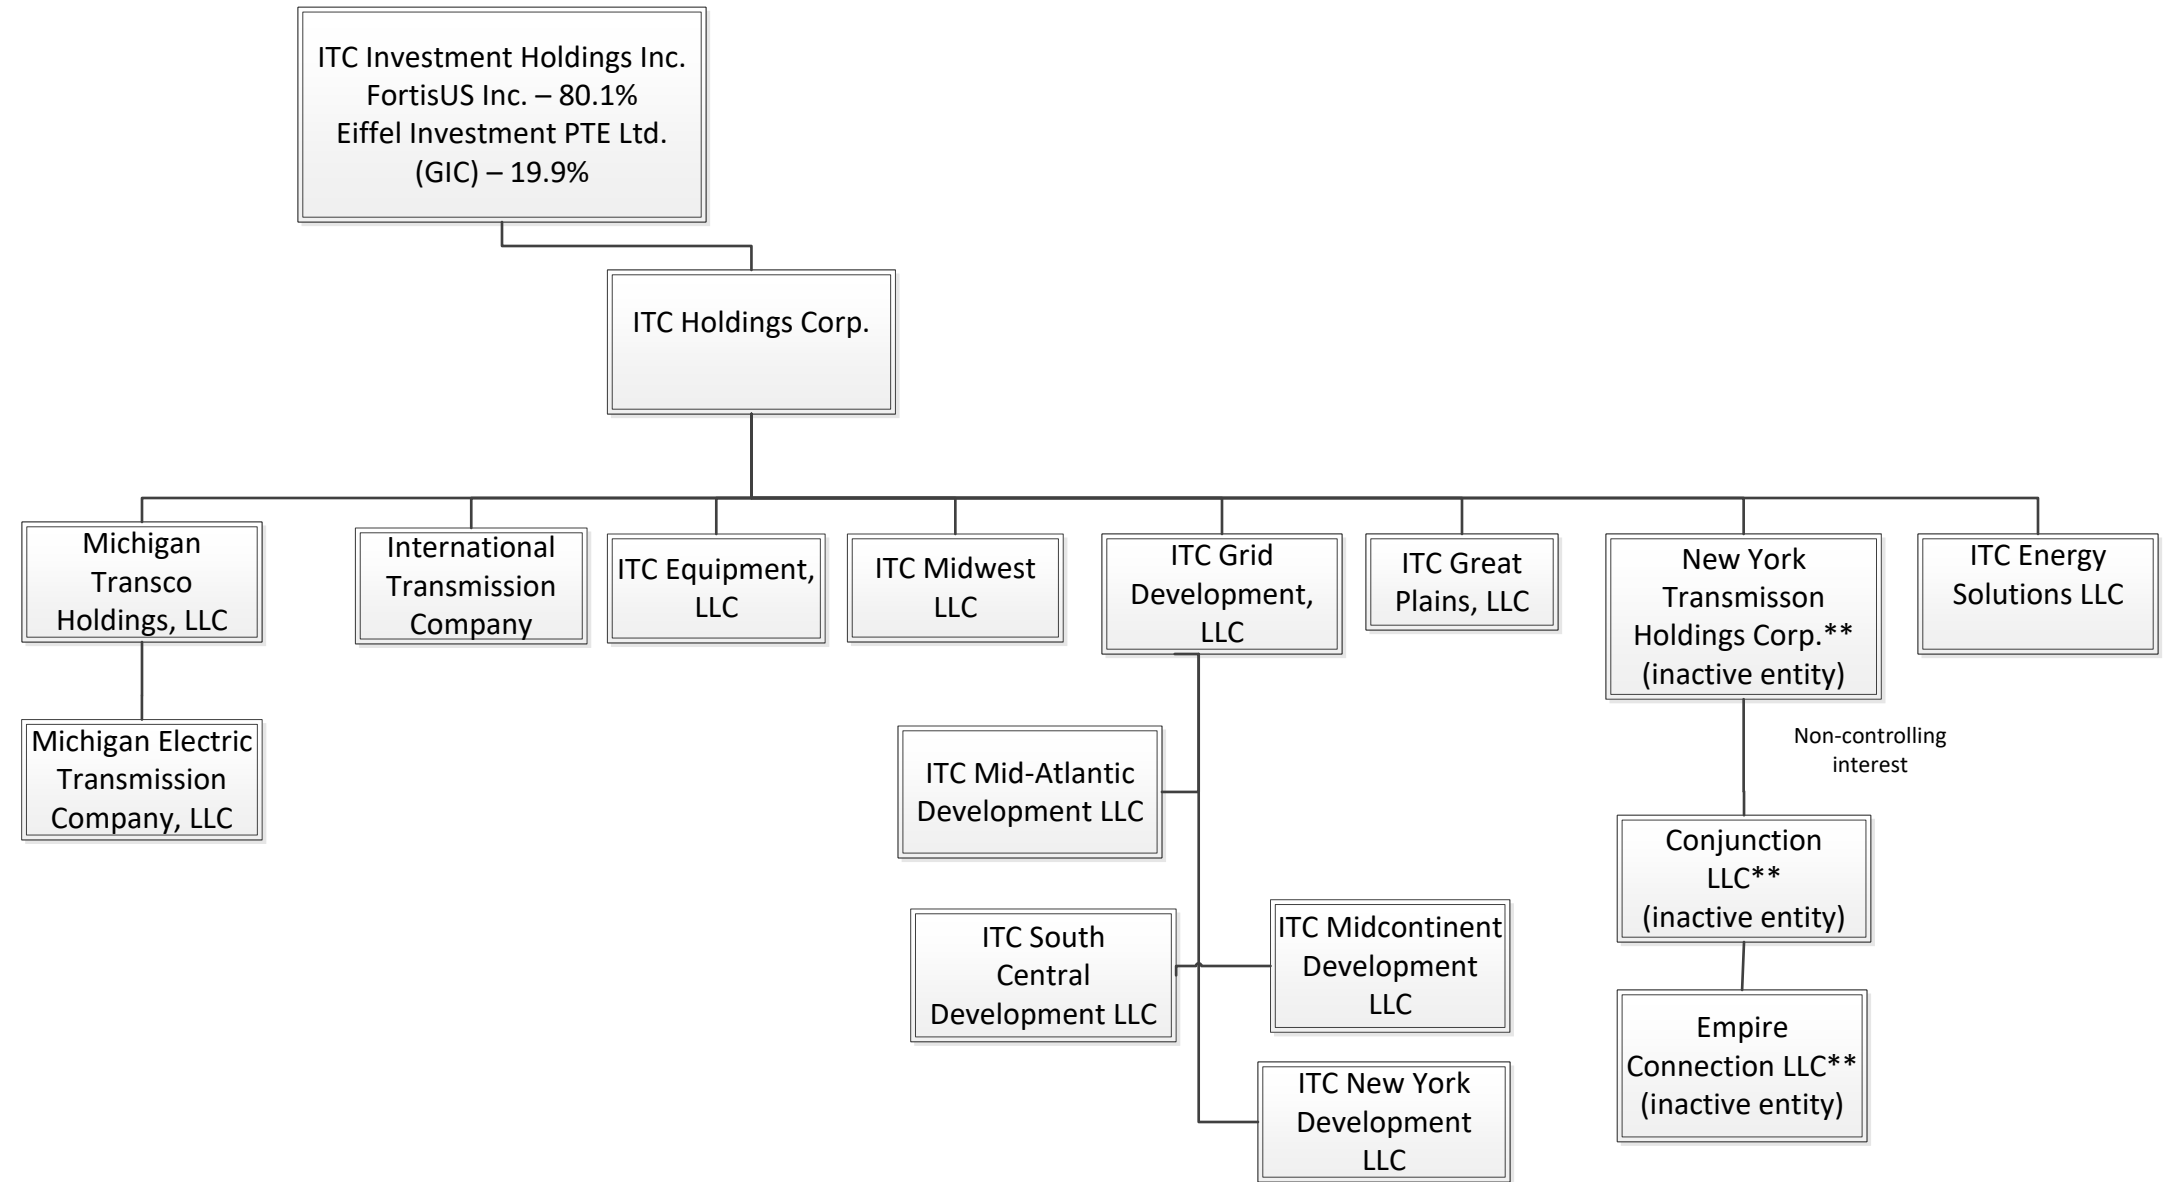 ITC Investment Holdings Inc.
FortisUS Inc. – 80.1%
Eiffel Investment PTE Ltd.
(GIC) – 19.9%
ITC Holdings Corp.
Michigan
Transco
Holdings, LLC
International
Transmission
Company
ITC Equipment,
LLC
ITC Midwest
LLC
ITC Grid
Development,
LLC
ITC Great
Plains, LLC
New York
Transmisson
Holdings Corp.**
(inactive entity)
ITC Energy
Solutions LLC
Michigan Electric
Transmission
Company, LLC
ITC Mid-Atlantic
Development LLC
Non-controlling
interest
Conjunction
LLC**
(inactive entity)
ITC South
Central
Development LLC
ITC Midcontinent
Development
LLC
Empire
Connection LLC**
(inactive entity)
ITC New York
Development
LLC